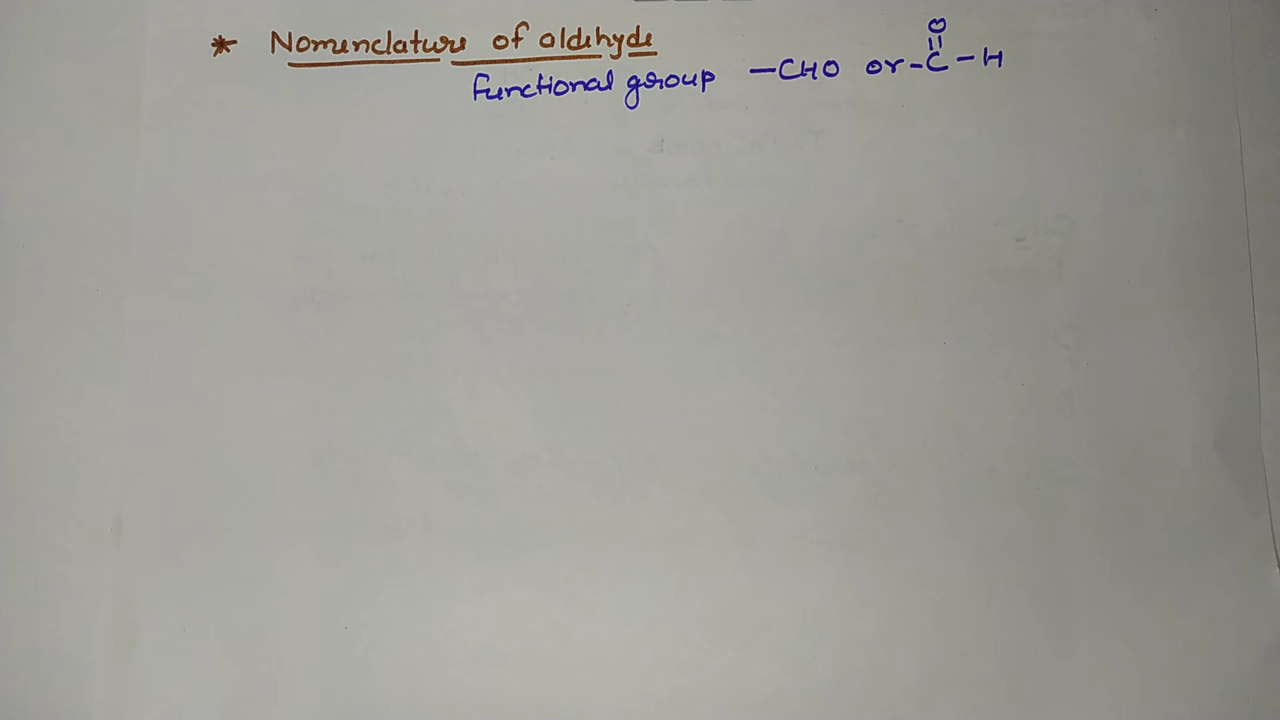 * Nomenclature of aldehyde
Functional group —CHO or
O
||
-C-H